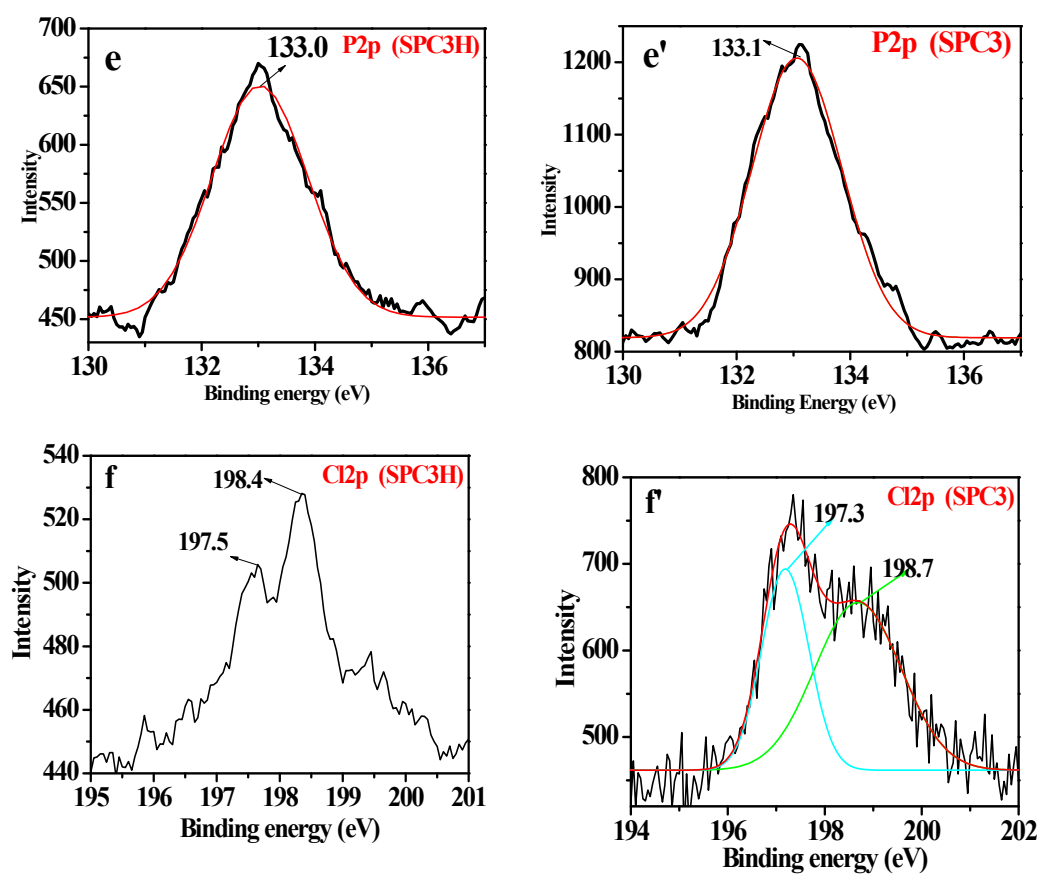 e
P2p (SPC3H)
133.0
700
650
600
550
500
450
Intensity
130
132
134
136
Binding energy (eV)
e'
P2p (SPC3)
133.1
1200
1100
1000
900
800
Intensity
130
132
134
136
Binding Energy (eV)
f
Cl2p (SPC3H)
198.4
197.5
540
520
500
480
460
440
Intensity
195
196
197
198
199
200
201
Binding energy (eV)
f'
Cl2p (SPC3)
197.3
198.7
800
700
600
500
Intensity
194
196
198
200
202
Binding energy (eV)